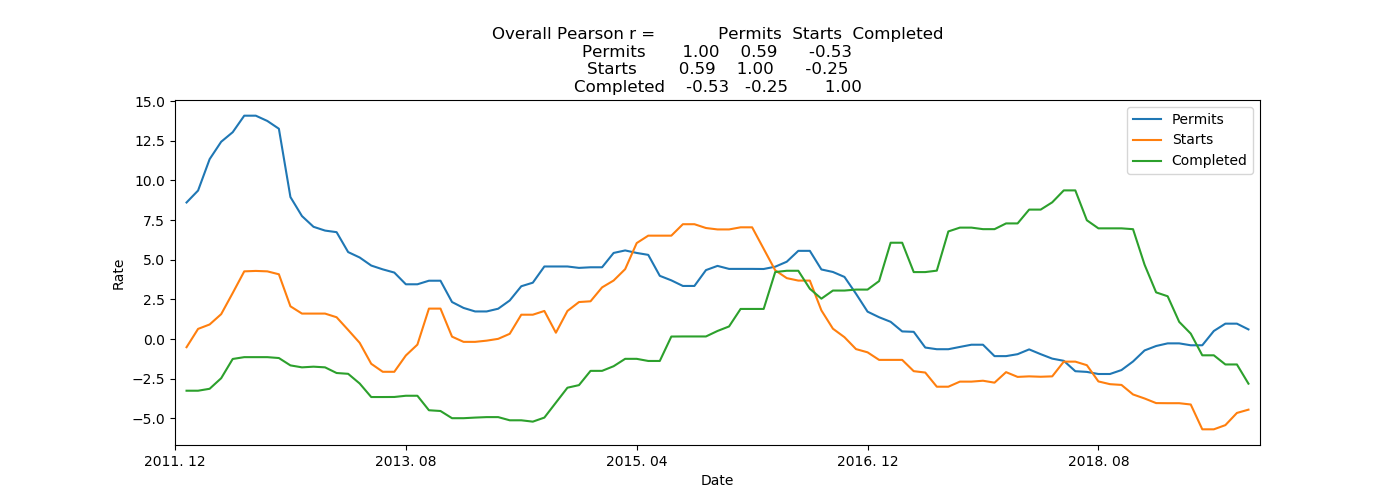 Overall Pearson r =            Permits  Starts  Completed
Permits       1.00    0.59      -0.53
Starts        0.59    1.00      -0.25
Completed    -0.53   -0.25       1.00
15.0
12.5
10.0
7.5
5.0
2.5
0.0
−2.5
−5.0
Rate
Permits
Starts
Completed
2011. 12
2013. 08
2015. 04
2016. 12
2018. 08
Date